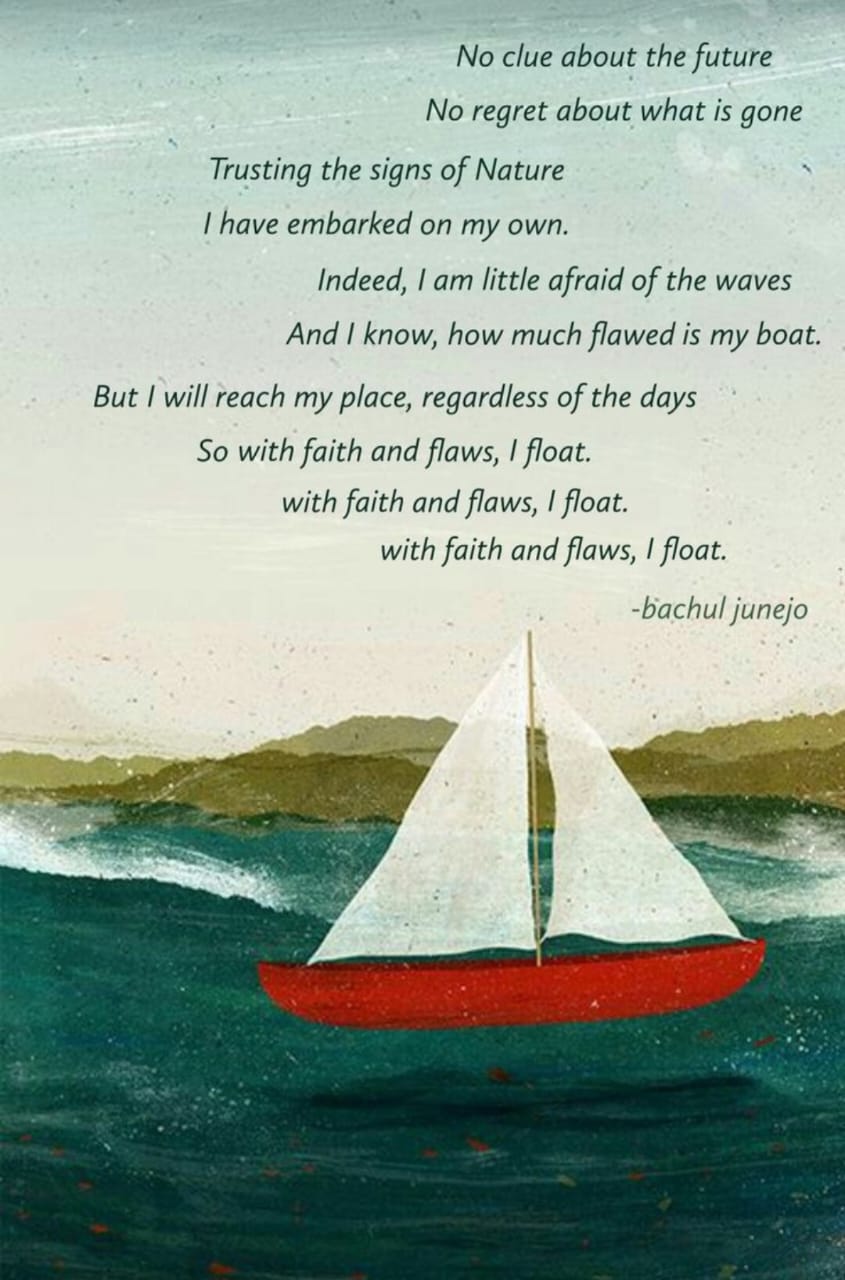 No clue about the future
No regret about what is gone
Trusting the signs of Nature
I have embarked on my own.
Indeed, I am little afraid of the waves
And I know, how much flawed is my boat.
But I will reach my place, regardless of the days
So with faith and flaws, I float.
with faith and flaws, I float.
with faith and flaws, I float.
-bachul junejo